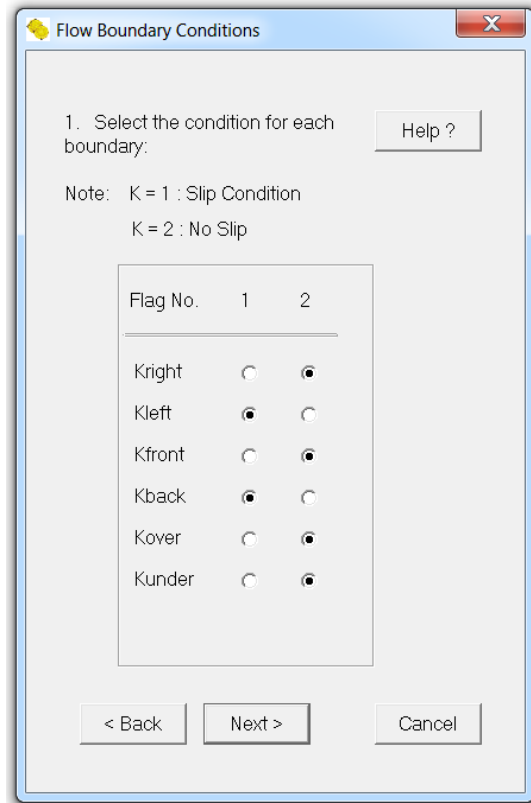 Flow Boundary Conditions
X
1. Select the condition for each
boundary:
Help ?
Note: K = 1 : Slip Condition
K = 2 : No Slip
Flag No. 1 2
Kright
Kleft
Kfront
Kback
Kover
Kunder
< Back Next > Cancel